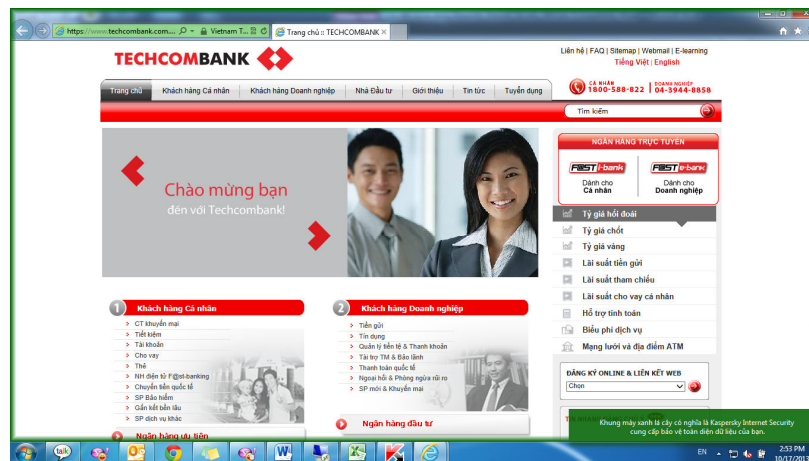 https://www.techcombank.com...
Vietnam T...
Trang chủ :: TECHCOMBANK
TECHCOMBANK
Liên hệ | FAQ | Sitemap | Webmail | E-learning
Tiếng Việt | English
Trang chủ
Khách hàng Cá nhân
Khách hàng Doanh nghiệp
Nhà Đầu tư
Giới thiệu
Tin tức
Tuyển dụng
CÁ NHÂN
1800-588-822
DOANH NGHIỆP
04-3944-8858
Tìm kiếm
Chào mừng bạn
đến với Techcombank!
NGÂN HÀNG TRỰC TUYẾN
F@ST i-bank
Dành cho
Cá nhân
F@ST e-bank
Dành cho
Doanh nghiệp
Tỷ giá hối đoái
Tỷ giá chốt
Tỷ giá vàng
Lãi suất tiền gửi
Lãi suất tham chiếu
Lãi suất cho vay cá nhân
Hỗ trợ tính toán
Biểu phí dịch vụ
Mạng lưới và địa điểm ATM
1 Khách hàng Cá nhân
CT khuyến mại
Tiết kiệm
Tài khoản
Cho vay
Thẻ
NH điện tử F@st-banking
Chuyển tiền quốc tế
SP Bảo hiểm
Gắn kết bền lâu
SP dịch vụ khác
Ngân hàng ưu tiên
2 Khách hàng Doanh nghiệp
Tiền gửi
Tín dụng
Quản lý tiền tệ & Thanh khoản
Tài trợ TM & Bảo lãnh
Thanh toán quốc tế
Ngoại hối & Phòng ngừa rủi ro
SP mới & Khuyến mại
Ngân hàng đầu tư
ĐĂNG KÝ ONLINE & LIÊN KẾT WEB
Chọn
Khung máy xanh lá cây có nghĩa là Kaspersky Internet Security
cung cấp bảo vệ toàn diện dữ liệu của bạn.
talk
EN
2:53 PM